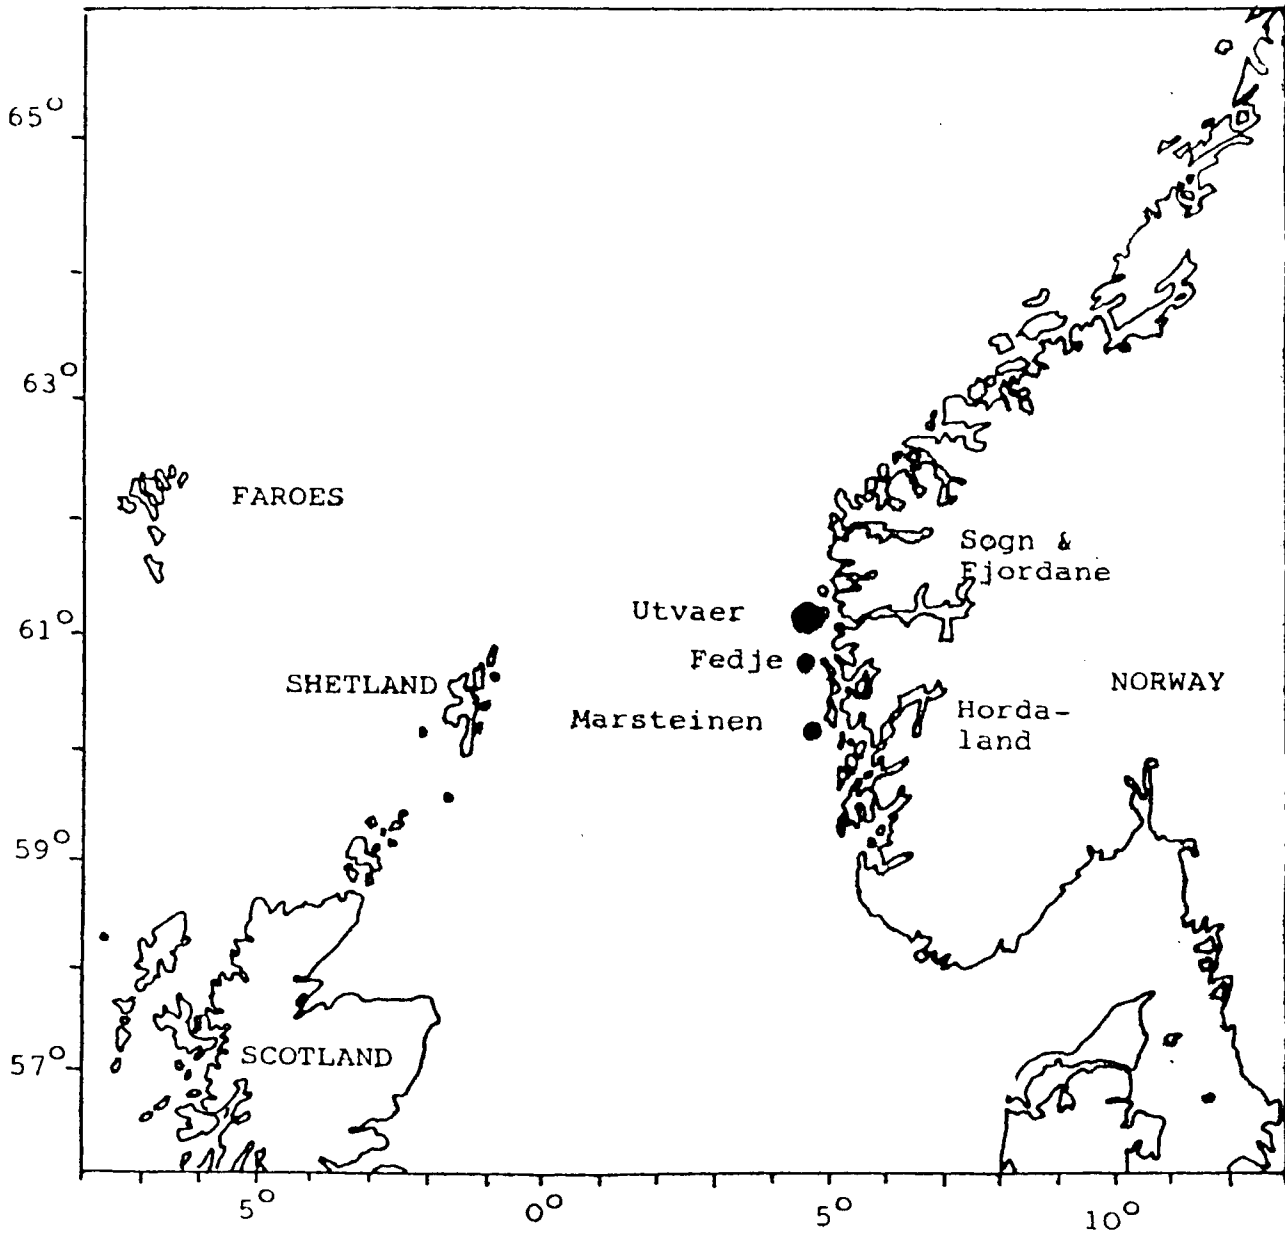 65°
63°
FAROES
Sogn &
Fjordane
Utvaer
61°
Fedje
SHETLAND
NORWAY
Marsteinen
Horda-
land
59°
57°
SCOTLAND
5°
0°
5°
10°